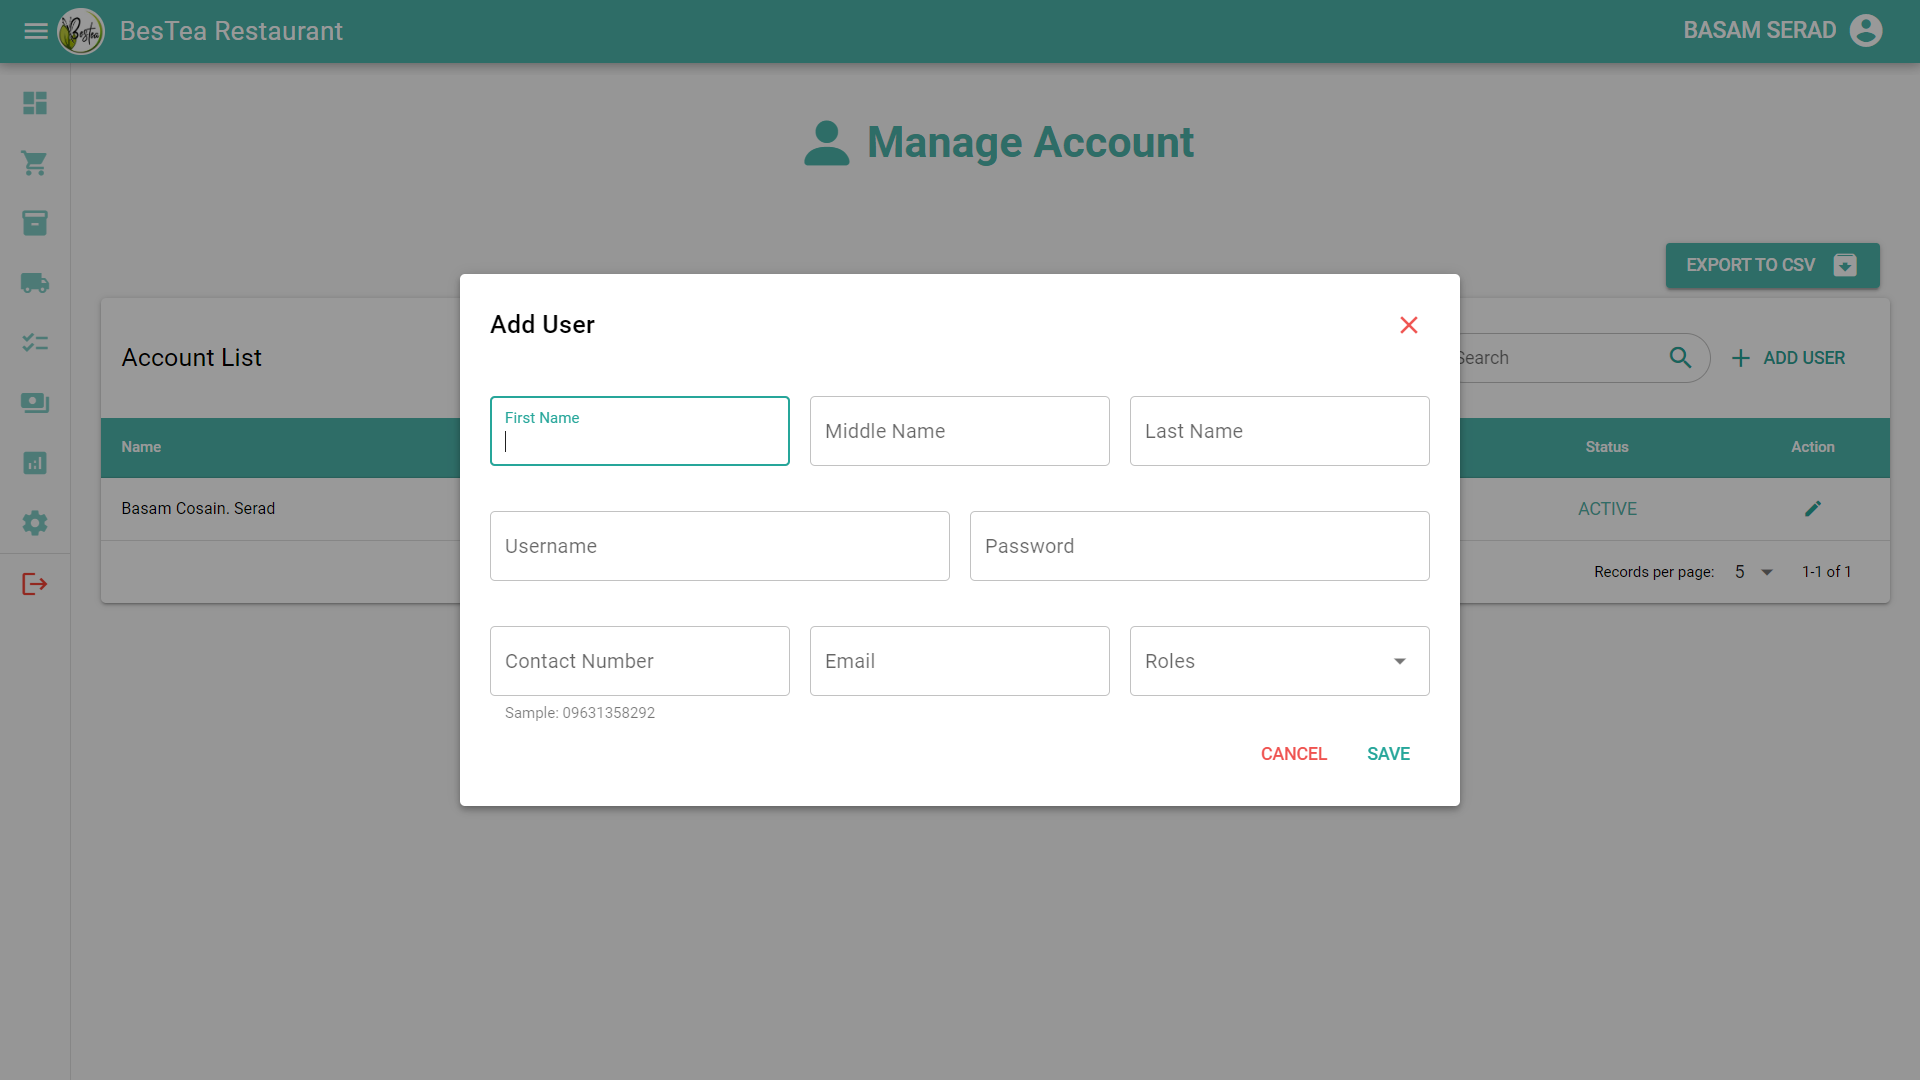 Bestea
BesTea Restaurant
BASAM SERAD
Manage Account
EXPORT TO CSV
Account List
Search
ADD USER
Name
Status
Action
Basam Cosain. Serad
ACTIVE
Records per page:
5
1-1 of 1
Add User
First Name
Middle Name
Last Name
Username
Password
Contact Number
Email
Roles
Sample: 09631358292
CANCEL
SAVE